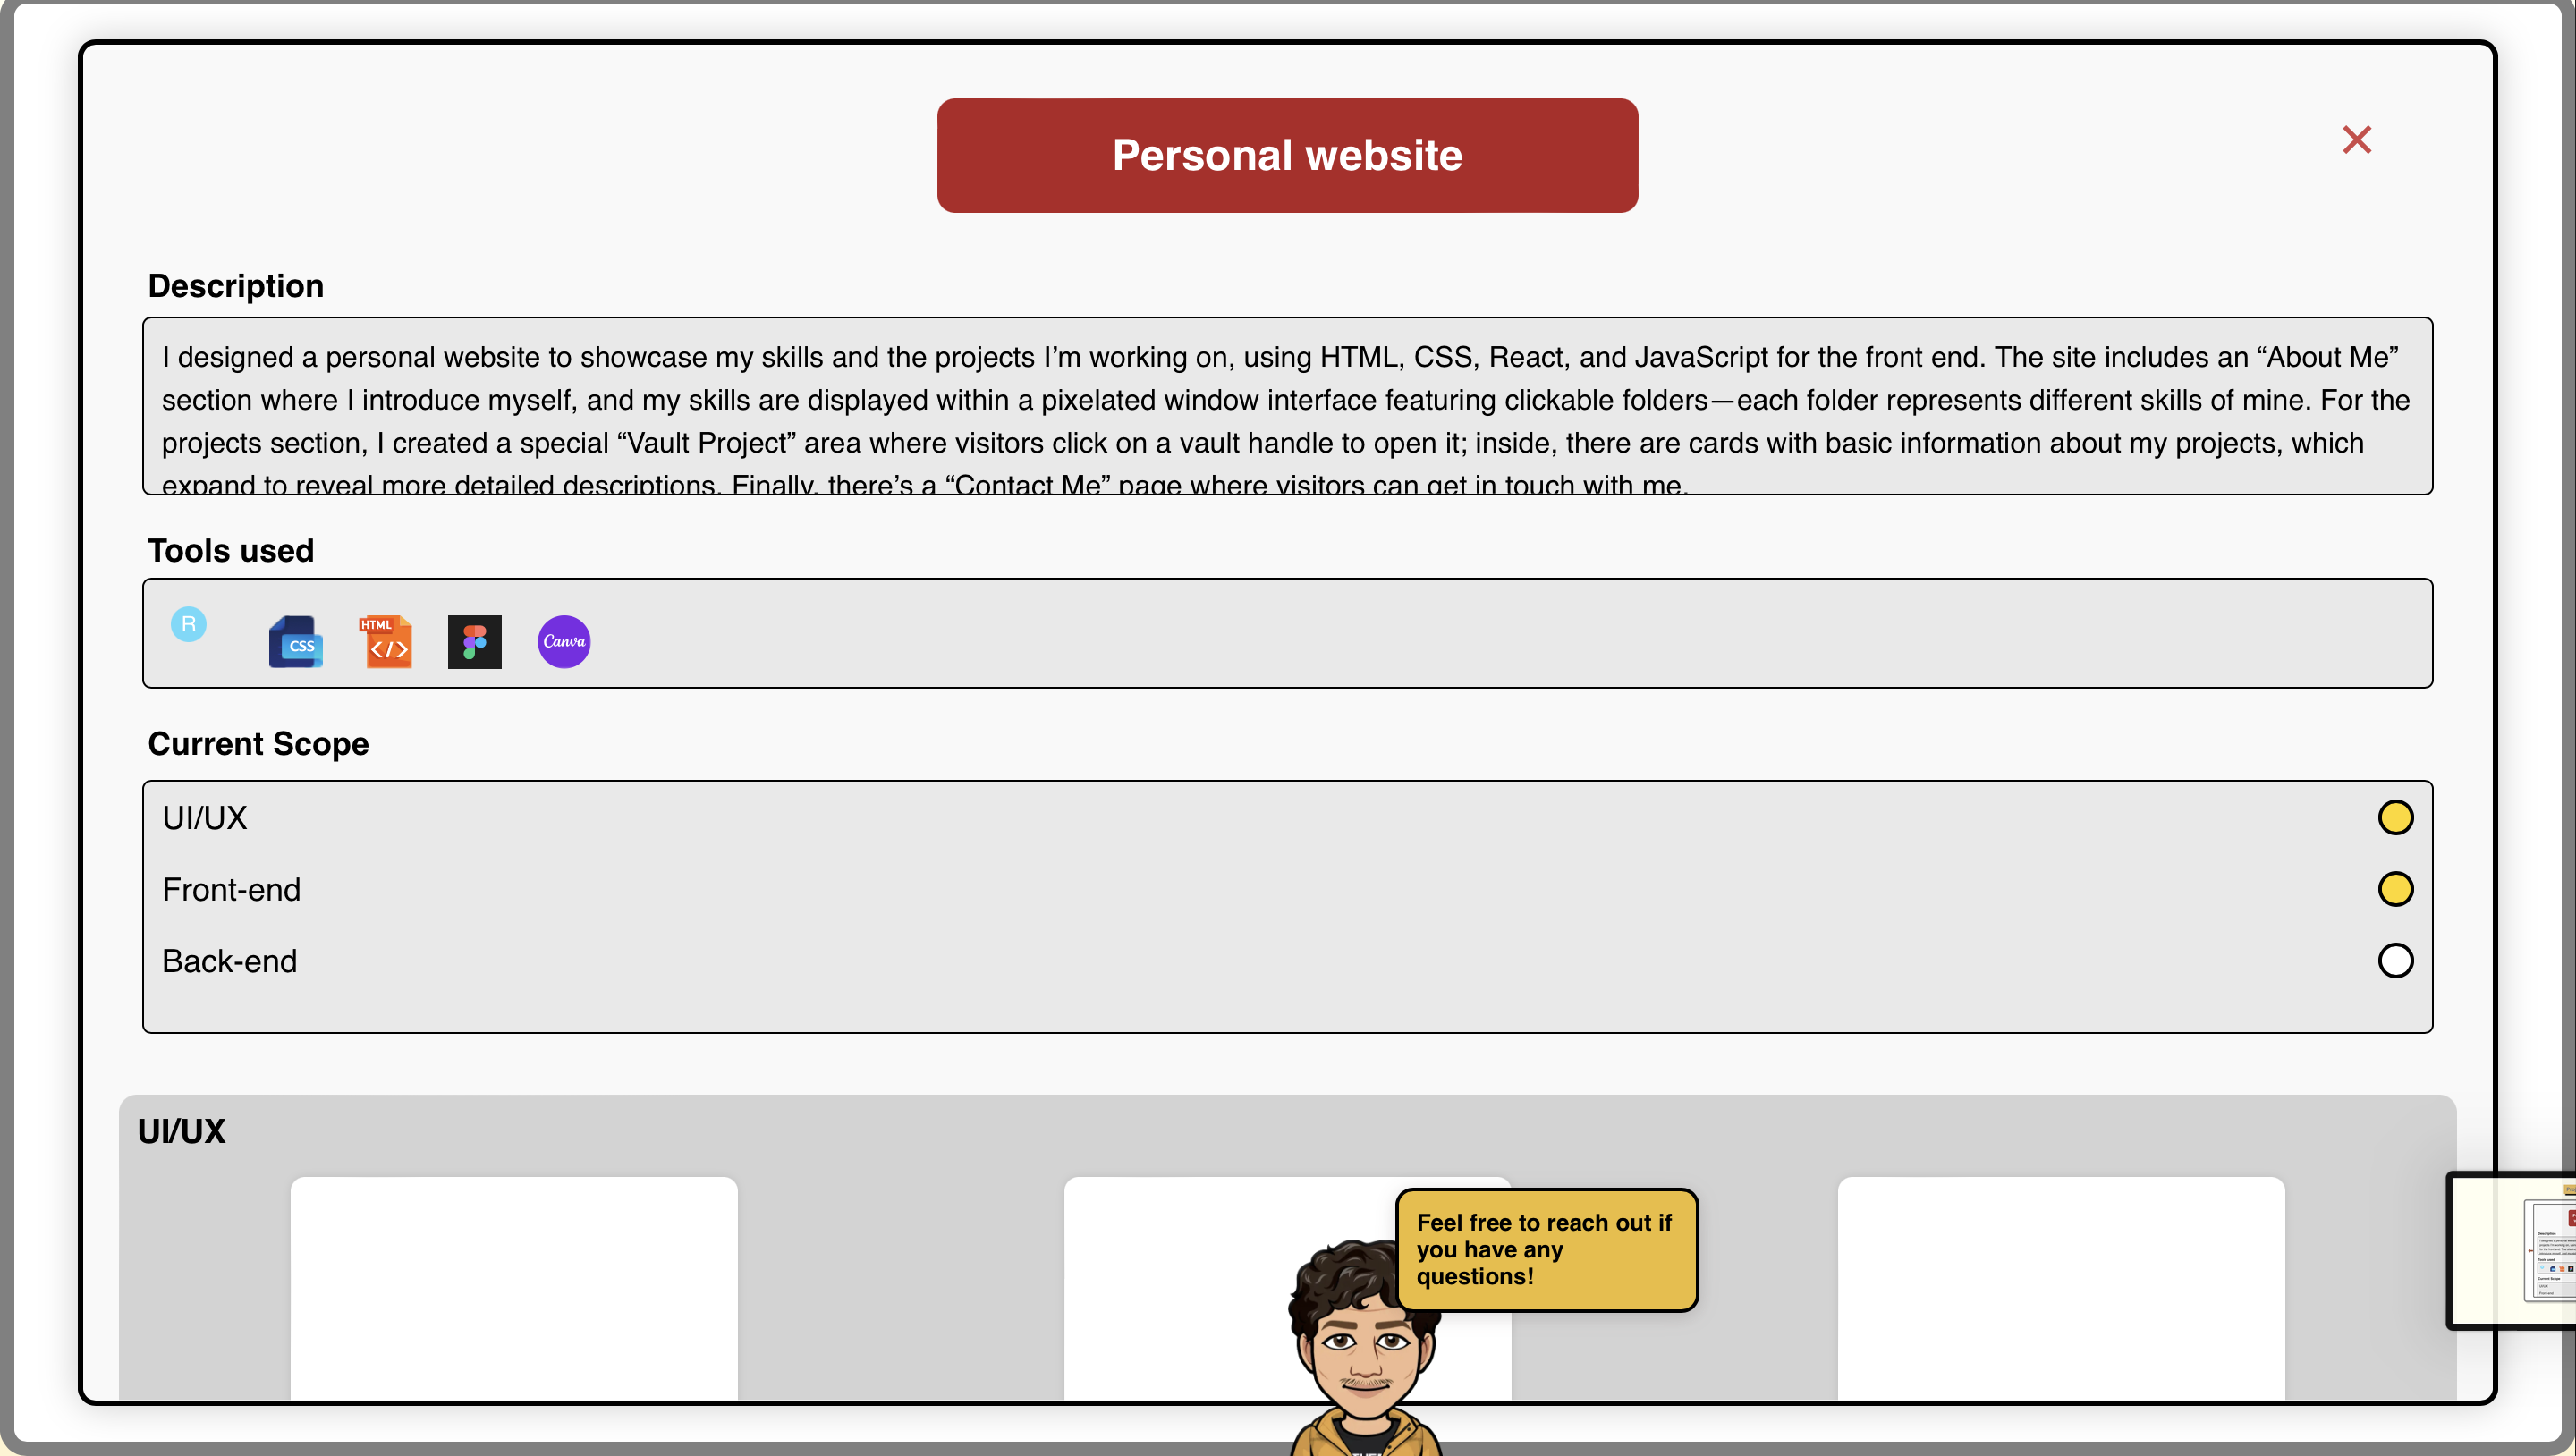 Personal website
Description
I designed a personal website to showcase my skills and the projects I’m working on, using HTML, CSS, React, and JavaScript for the front end. The site includes an “About Me”
section where I introduce myself, and my skills are displayed within a pixelated window interface featuring clickable folders—each folder represents different skills of mine. For the
projects section, I created a special “Vault Project” area where visitors click on a vault handle to open it; inside, there are cards with basic information about my projects, which
expand to reveal more detailed descriptions. Finally, there’s a “Contact Me” page where visitors can get in touch with me.
Tools used
R
CSS
HTML
</>
Canva
Current Scope
UI/UX
Front-end
Back-end
UI/UX
Feel free to reach out if
you have any
questions!